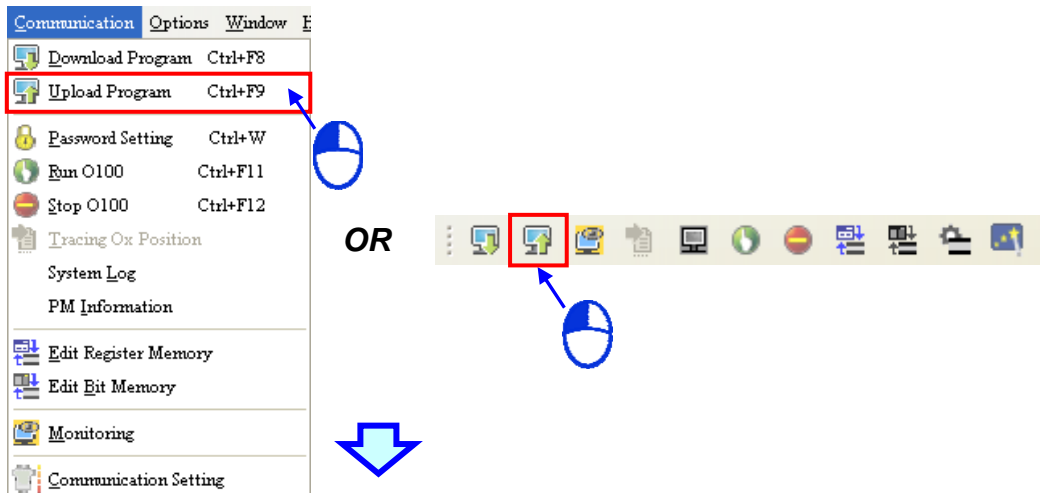 Communication Options Window
Download Program Ctrl+F8
Upload Program Ctrl+F9
Password Setting Ctrl+W
Run O100 Ctrl+F11
Stop O100 Ctrl+F12
Tracing Ox Position
OR
System Log
PM Information
Edit Register Memory
Edit Bit Memory
Monitoring
Communication Setting